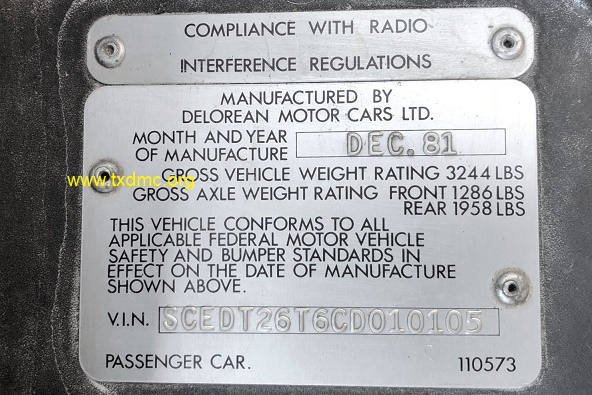 COMPLIANCE WITH RADIO
INTERFERENCE REGULATIONS
MANUFACTURED BY
DELOREAN MOTOR CARS LTD.
MONTH AND YEAR
OF MANUFACTURE DEC. 81
www.txdmc.org
GROSS VEHICLE WEIGHT RATING 3244 LBS
GROSS AXLE WEIGHT RATING FRONT 1286 LBS
REAR 1958 LBS
THIS VEHICLE CONFORMS TO ALL
APPLICABLE FEDERAL MOTOR VEHICLE
SAFETY AND BUMPER STANDARDS IN
EFFECT ON THE DATE OF MANUFACTURE
SHOWN ABOVE.
V.I.N. SCEDT26T6CD010105
PASSENGER CAR. 110573